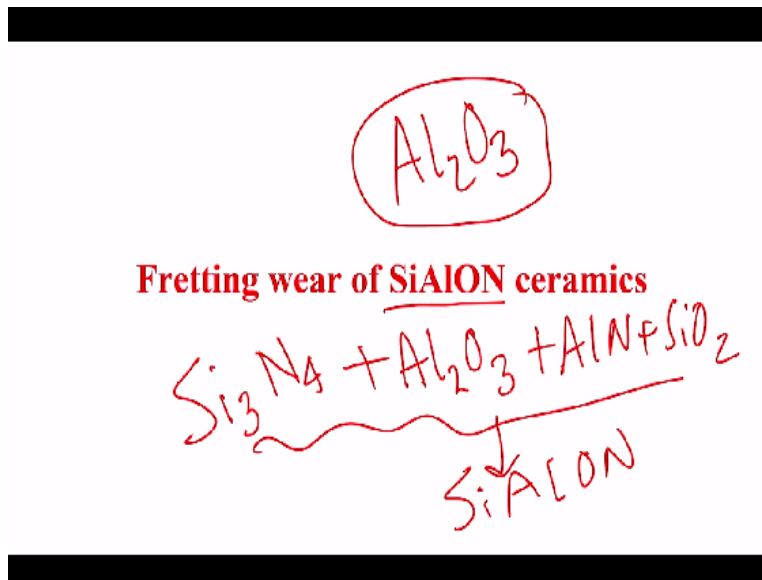 Al₂O₃
Fretting wear of SiAlON ceramics
Si₃N₄ + Al₂O₃ + AlN + SiO₂
SiAlON